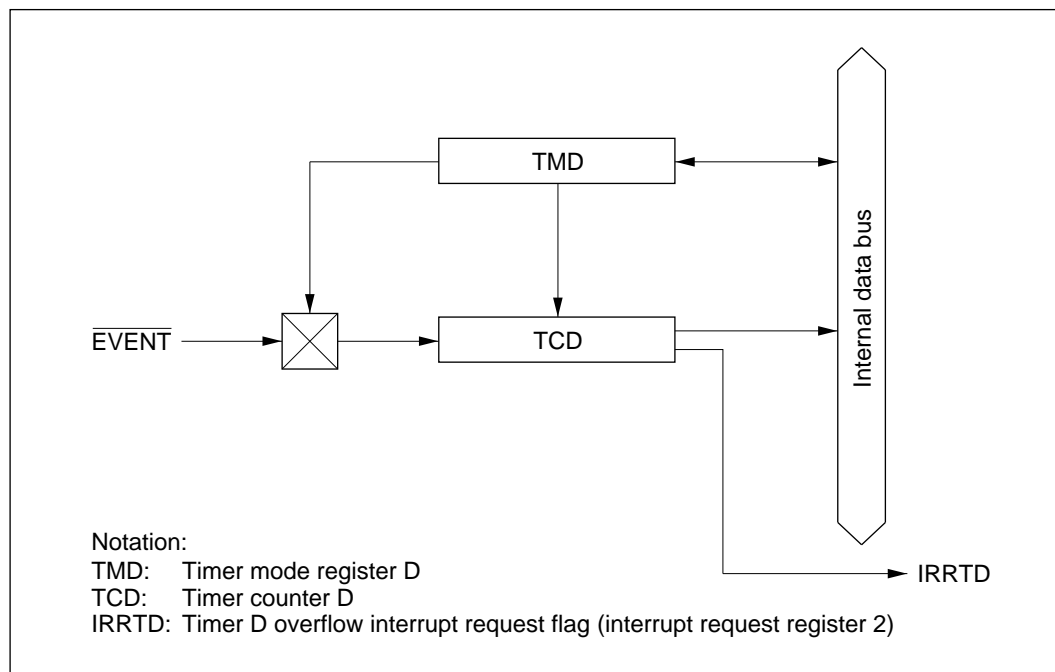 TMD
EVENT
TCD
Internal data bus
IRRTD
Notation:
TMD: Timer mode register D
TCD: Timer counter D
IRRTD: Timer D overflow interrupt request flag (interrupt request register 2)